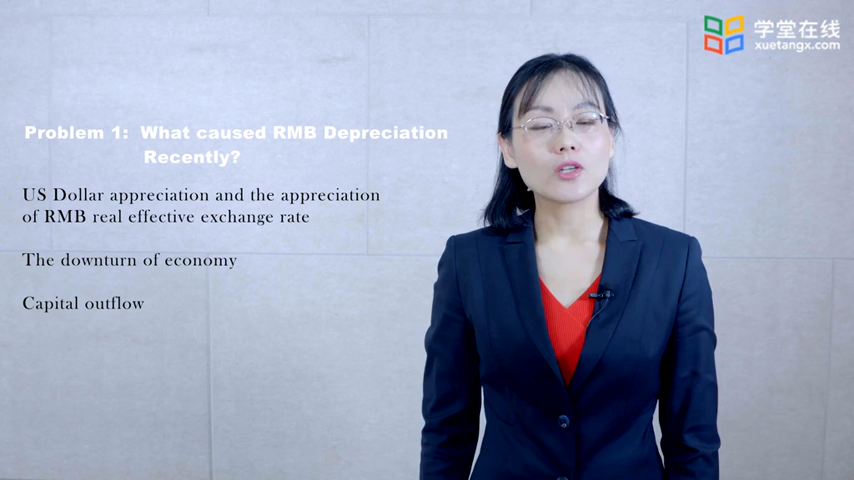 学堂在线
xuetangx.com
Problem 1: What caused RMB Depreciation
Recently?
US Dollar appreciation and the appreciation
of RMB real effective exchange rate
The downturn of economy
Capital outflow